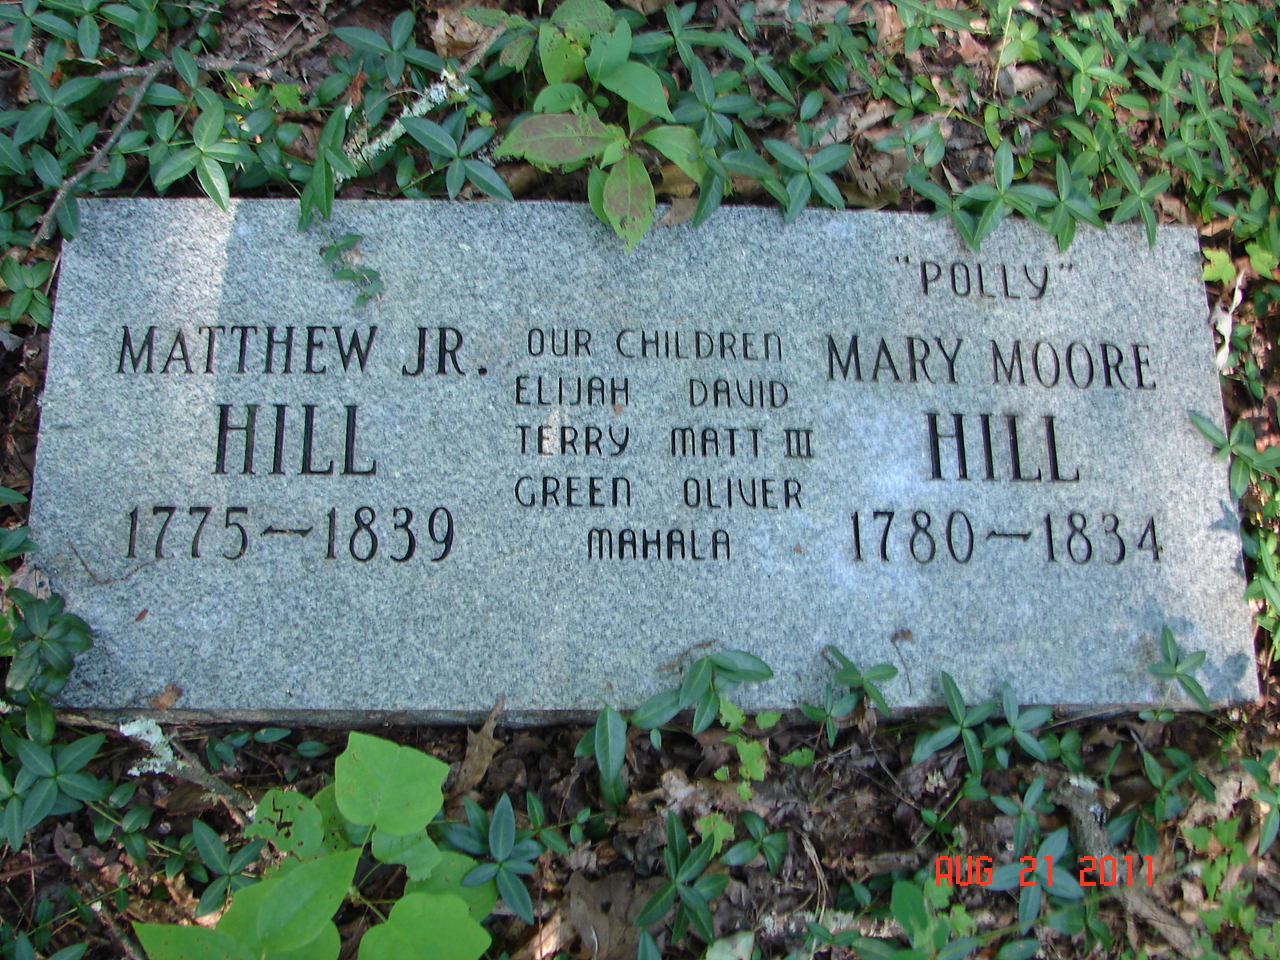 MATTHEW JR.
HILL
1775–1839
OUR CHILDREN
ELIJAH DAVID
TERRY MATT III
GREEN OLIVER
MAHALA
"POLLY"
MARY MOORE
HILL
1780–1834
AUG 21 2011